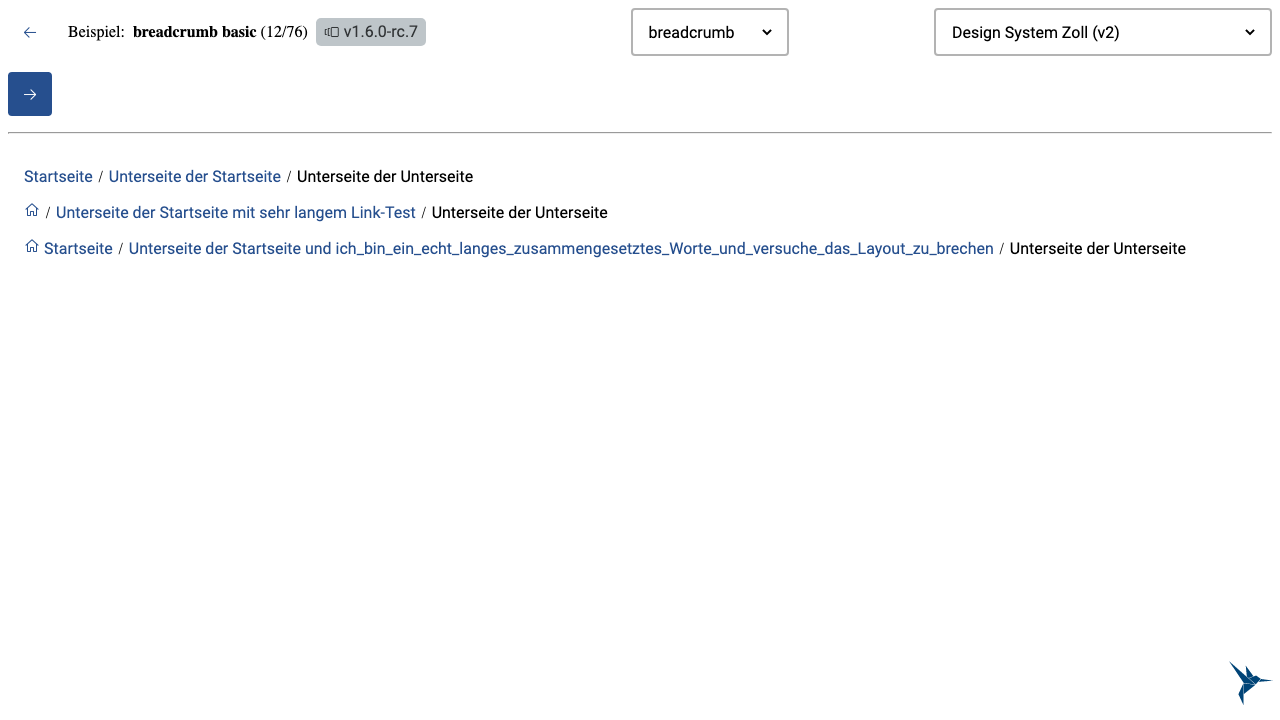 Beispiel: breadcrumb basic (12/76) v1.6.0-rc.7 breadcrumb Design System Zoll (v2)
Startseite / Unterseite der Startseite / Unterseite der Unterseite
/ Unterseite der Startseite mit sehr langem Link-Test / Unterseite der Unterseite
Startseite / Unterseite der Startseite und ich_bin_ein_echt_langes_zusammengesetztes_Worte_und_versuche_das_Layout_zu_brechen / Unterseite der Unterseite